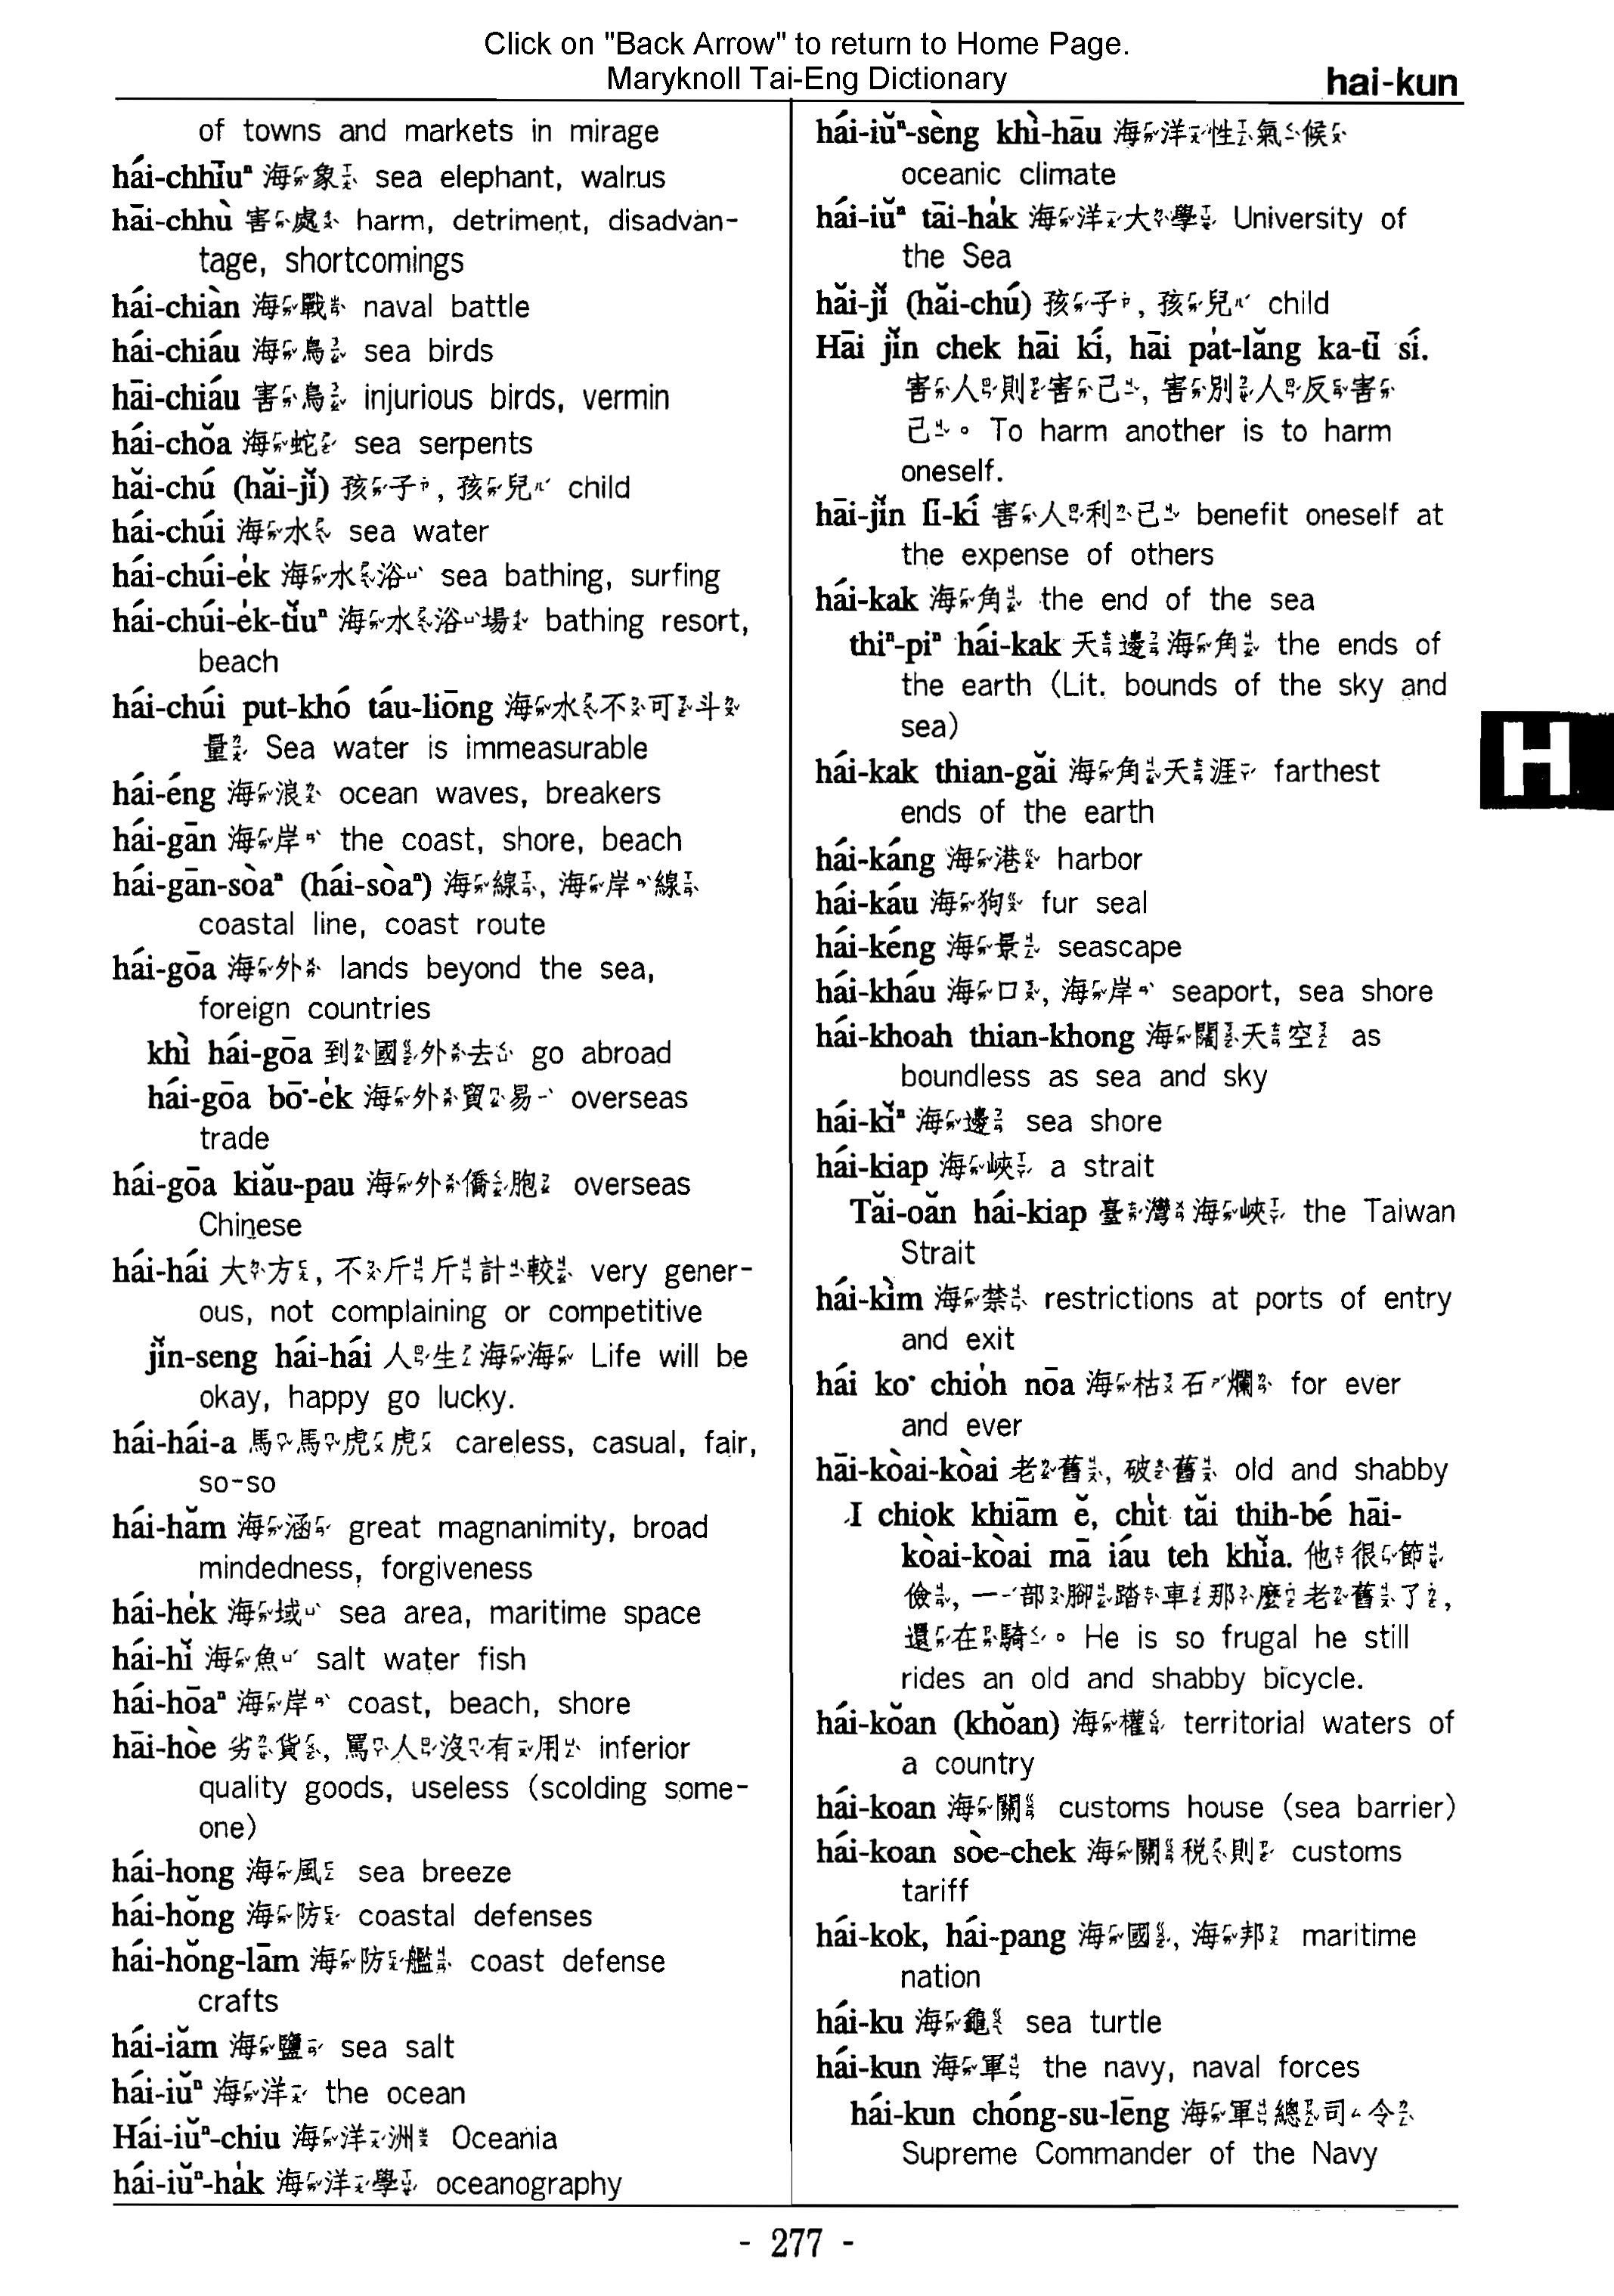 Click on "Back Arrow" to return to Home Page.
Maryknoll Tai-Eng Dictionary
hai-kun
of towns and markets in mirage
hái-chhīuⁿ 海象 sea elephant, walrus
hāi-chhù 害處 harm, detriment, disadvan-
tage, shortcomings
hái-chiàn 海戰 naval battle
hái-chiáu 海鳥 sea birds
hāi-chiáu 害鳥 injurious birds, vermin
hái-chŏa 海蛇 sea serpents
hăi-chú (hăi-jĭ) 孩子, 孩兒 child
hái-chúi 海水 sea water
hái-chúi-e̍k 海水浴 sea bathing, surfing
hái-chúi-e̍k-tĭuⁿ 海水浴場 bathing resort,
beach
hái-chúi put-khó táu-liōng 海水不可斗
量 Sea water is immeasurable
hái-éng 海浪 ocean waves, breakers
hái-gān 海岸 the coast, shore, beach
hái-gān-sòaⁿ (hái-sòaⁿ) 海線, 海岸線
coastal line, coast route
hái-gōa 海外 lands beyond the sea,
foreign countries
khì hái-gōa 到國外去 go abroad
hái-gōa bō͘-e̍k 海外貿易 overseas
trade
hái-gōa kiău-pau 海外僑胞 overseas
Chinese
hái-hái 大方, 不斤斤計較 very gener-
ous, not complaining or competitive
jĭn-seng hái-hái 人生海海 Life will be
okay, happy go lucky.
hái-hái-a 馬馬虎虎 careless, casual, fair,
so-so
hái-hăm 海涵 great magnanimity, broad
mindedness, forgiveness
hái-he̍k 海域 sea area, maritime space
hái-hĭ 海魚 salt water fish
hái-hōaⁿ 海岸 coast, beach, shore
hāi-hòe 劣貨, 罵人沒有用 inferior
quality goods, useless (scolding some-
one)
hái-hong 海風 sea breeze
hái-hŏng 海防 coastal defenses
hái-hŏng-lām 海防艦 coast defense
crafts
hái-iăm 海鹽 sea salt
hái-iŭⁿ 海洋 the ocean
Hái-iŭⁿ-chiu 海洋洲 Oceania
hái-iŭⁿ-ha̍k 海洋學 oceanography
hái-iŭⁿ-sèng khì-hāu 海洋性氣候
oceanic climate
hái-iŭⁿ tāi-ha̍k 海洋大學 University of
the Sea
hăi-jĭ (hăi-chú) 孩子, 孩兒 child
Hāi jĭn chek hāi kí, hāi pa̍t-lăng ka-tī sí.
害人則害己, 害別人反害
己。 To harm another is to harm
oneself.
hāi-jĭn lī-kí 害人利己 benefit oneself at
the expense of others
hái-kak 海角 the end of the sea
thiⁿ-piⁿ hái-kak 天邊海角 the ends of
the earth (Lit. bounds of the sky and
sea)
hái-kak thian-găi 海角天涯 farthest
ends of the earth
hái-káng 海港 harbor
hái-káu 海狗 fur seal
hái-kéng 海景 seascape
hái-kháu 海口, 海岸 seaport, sea shore
hái-khoah thian-khong 海闊天空 as
boundless as sea and sky
hái-kĭⁿ 海邊 sea shore
hái-kiap 海峽 a strait
Tăi-oăn hái-kiap 臺灣海峽 the Taiwan
Strait
hái-kìm 海禁 restrictions at ports of entry
and exit
hái ko͘ chio̍h nōa 海枯石爛 for ever
and ever
hāi-kòai-kòai 老舊, 破舊 old and shabby
I chiok khiām ĕ, chi̍t tăi thih-bé hāi-
kòai-kòai mā iáu teh khĭa. 他很節
儉, 一部腳踏車那麼老舊了,
還在騎。 He is so frugal he still
rides an old and shabby bicycle.
hái-kŏan (khŏan) 海權 territorial waters of
a country
hái-koan 海關 customs house (sea barrier)
hái-koan sòe-chek 海關稅則 customs
tariff
hái-kok, hái-pang 海國, 海邦 maritime
nation
hái-ku 海龜 sea turtle
hái-kun 海軍 the navy, naval forces
hái-kun chóng-su-lēng 海軍總司令
Supreme Commander of the Navy
H
- 277 -